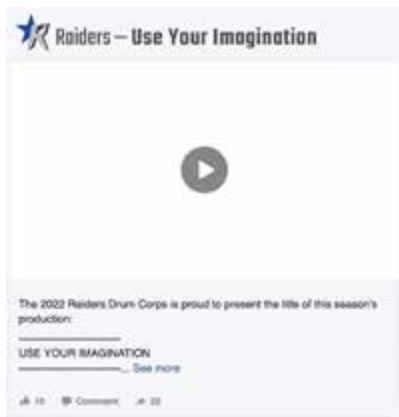 Raiders – Use Your Imagination
The 2022 Raiders Drum Corps is proud to present the title of this season's
production:
USE YOUR IMAGINATION
... See more
Comment 22